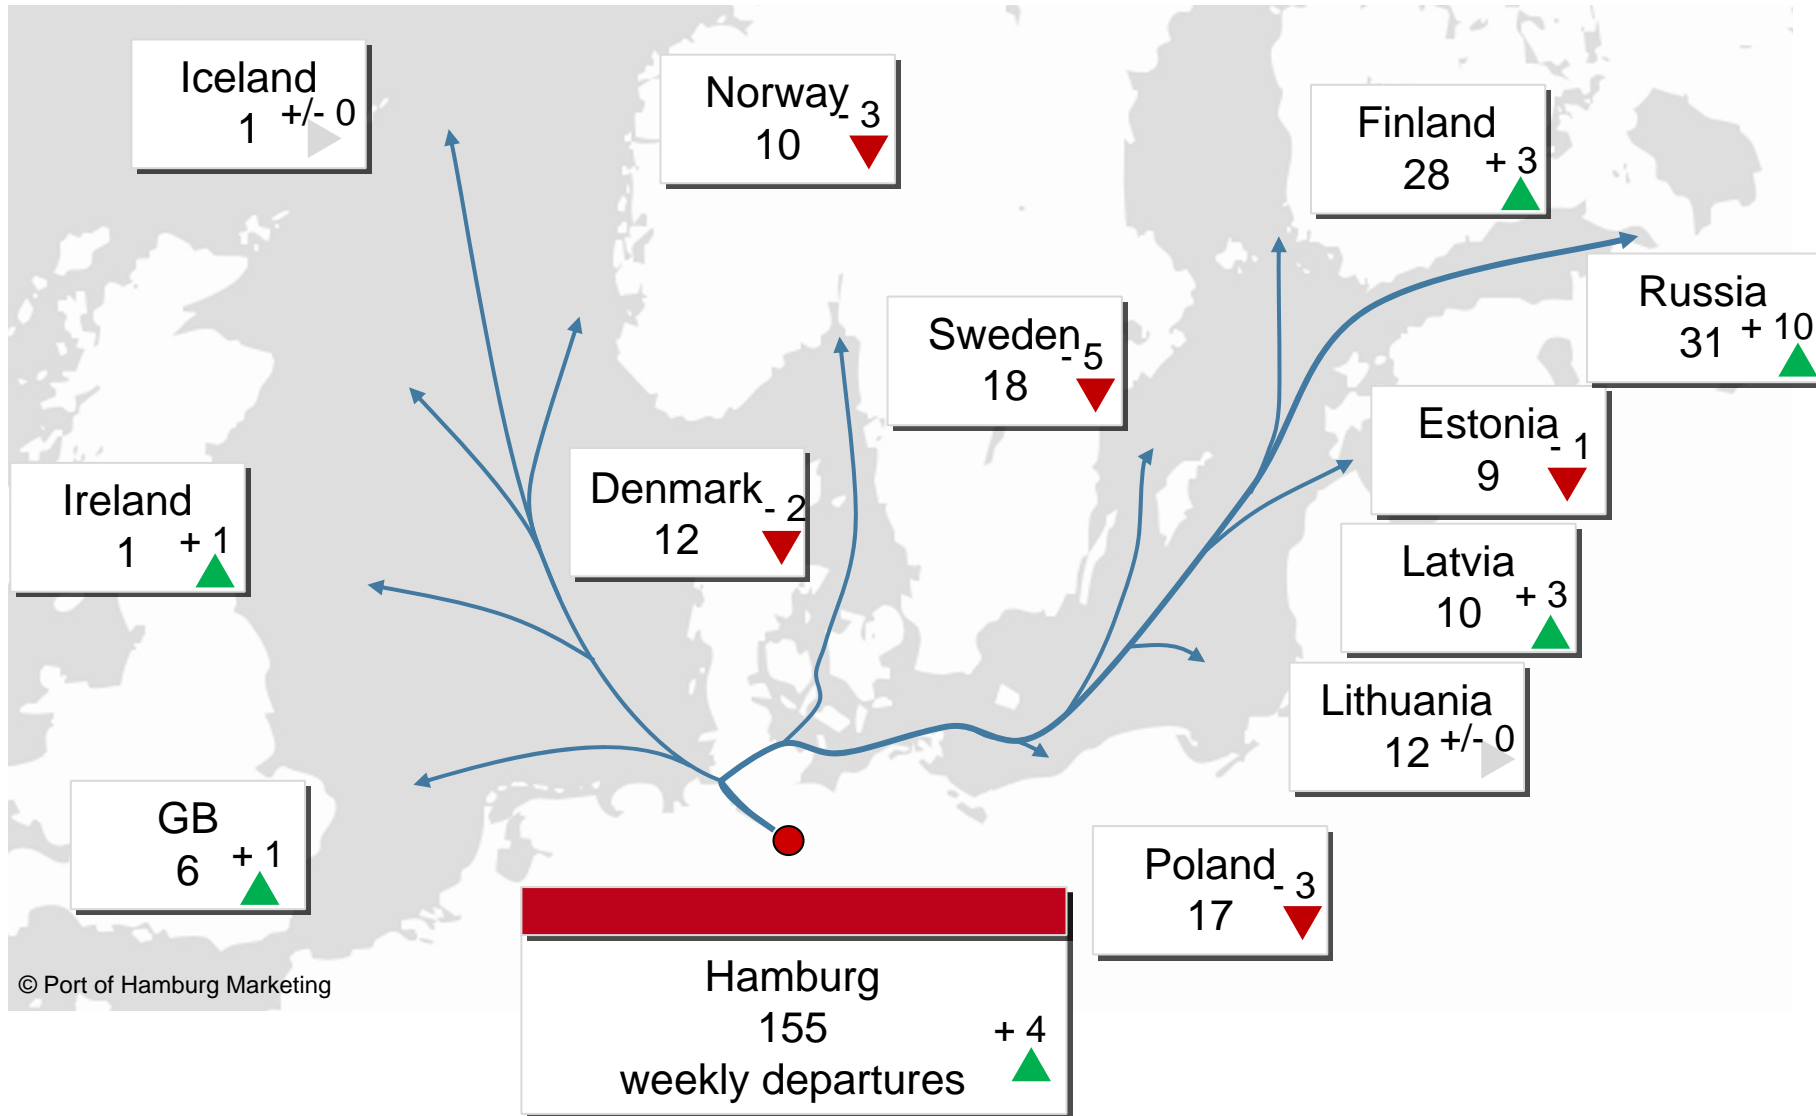 Iceland
1 +/- 0
Norway
10 - 3
Finland
28 + 3
Russia
31 + 10
Sweden
18 - 5
Estonia
9 - 1
Ireland
1 + 1
Denmark
12 - 2
Latvia
10 + 3
Lithuania
12 +/- 0
GB
6 + 1
Poland
17 - 3
Hamburg
155 + 4
weekly departures
© Port of Hamburg Marketing